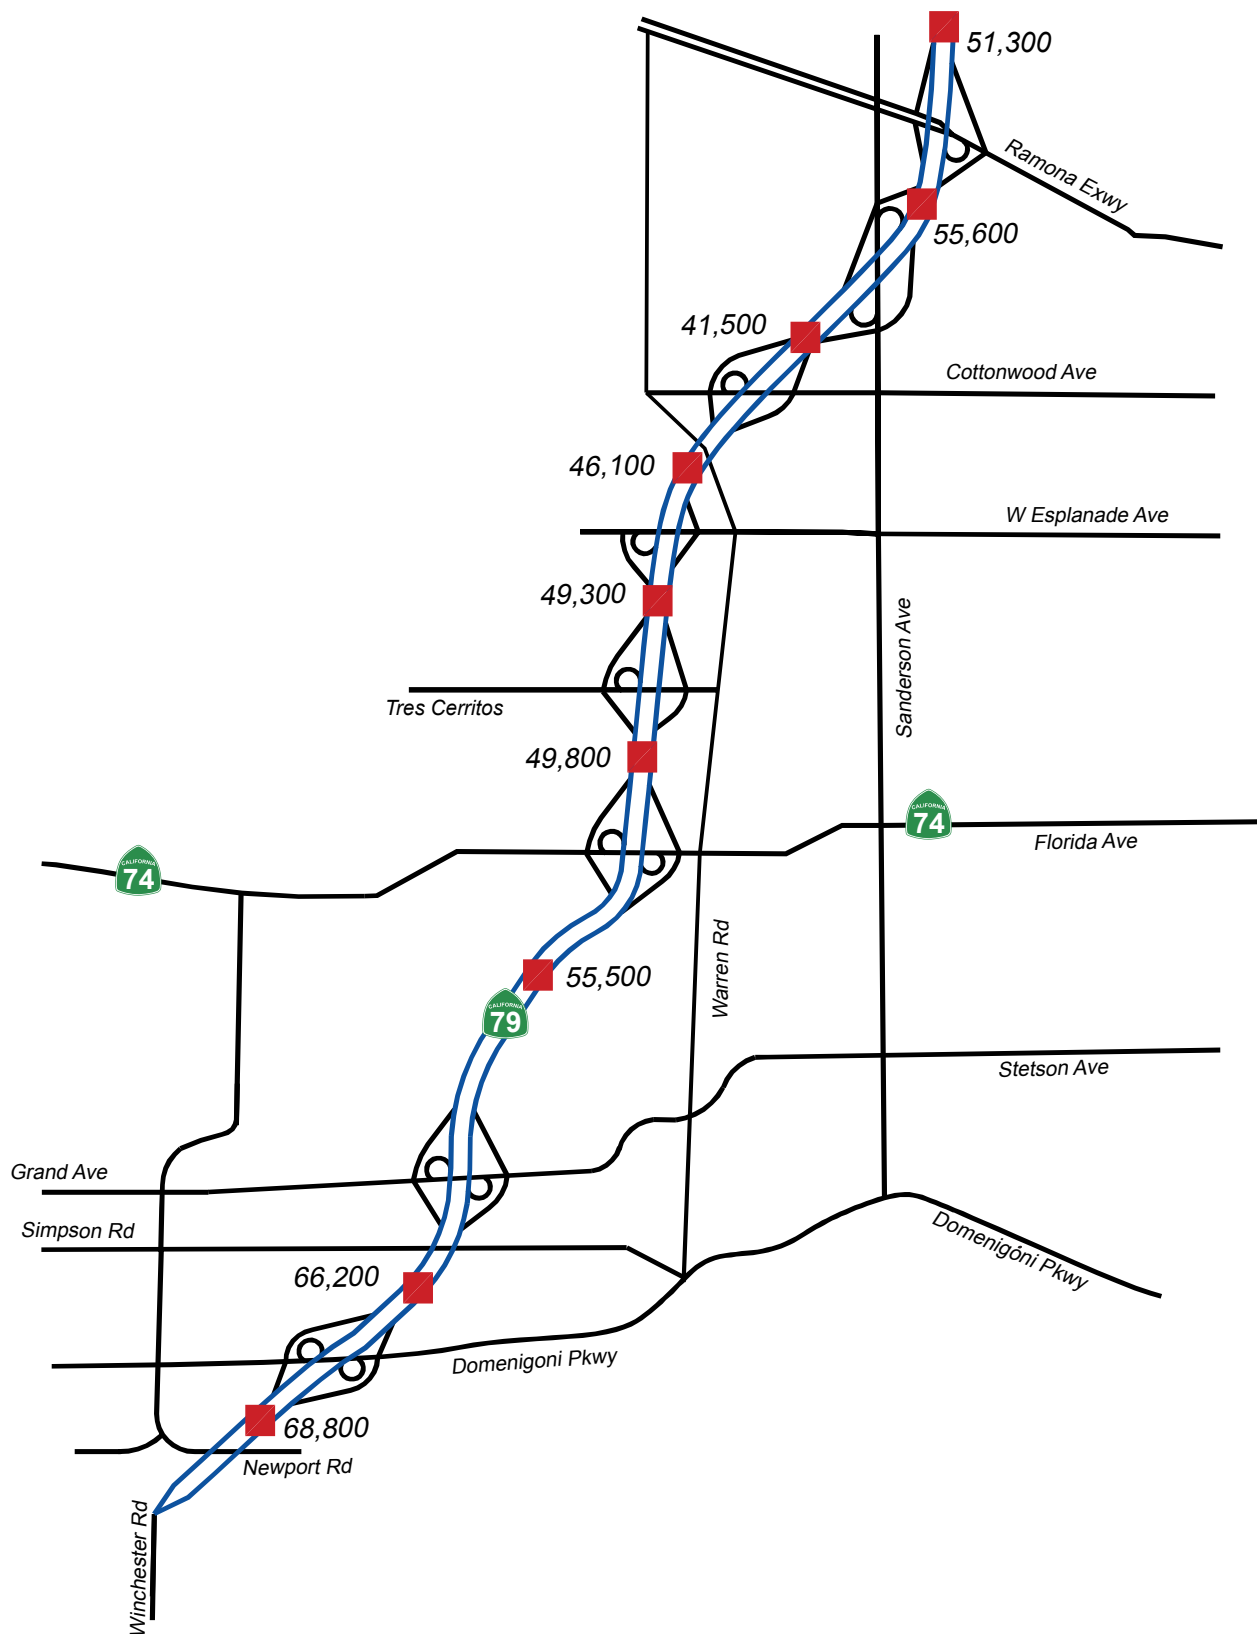 51,300
Ramona Exwy
55,600
41,500
Cottonwood Ave
46,100
W Esplanade Ave
49,300
Sanderson Ave
Tres Cerritos
49,800
CALIFORNIA
74
Florida Ave
CALIFORNIA
74
Warren Rd
55,500
CALIFORNIA
79
Stetson Ave
Grand Ave
Simpson Rd
Domenigóni Pkwy
66,200
Domenigoni Pkwy
68,800
Newport Rd
Winchester Rd